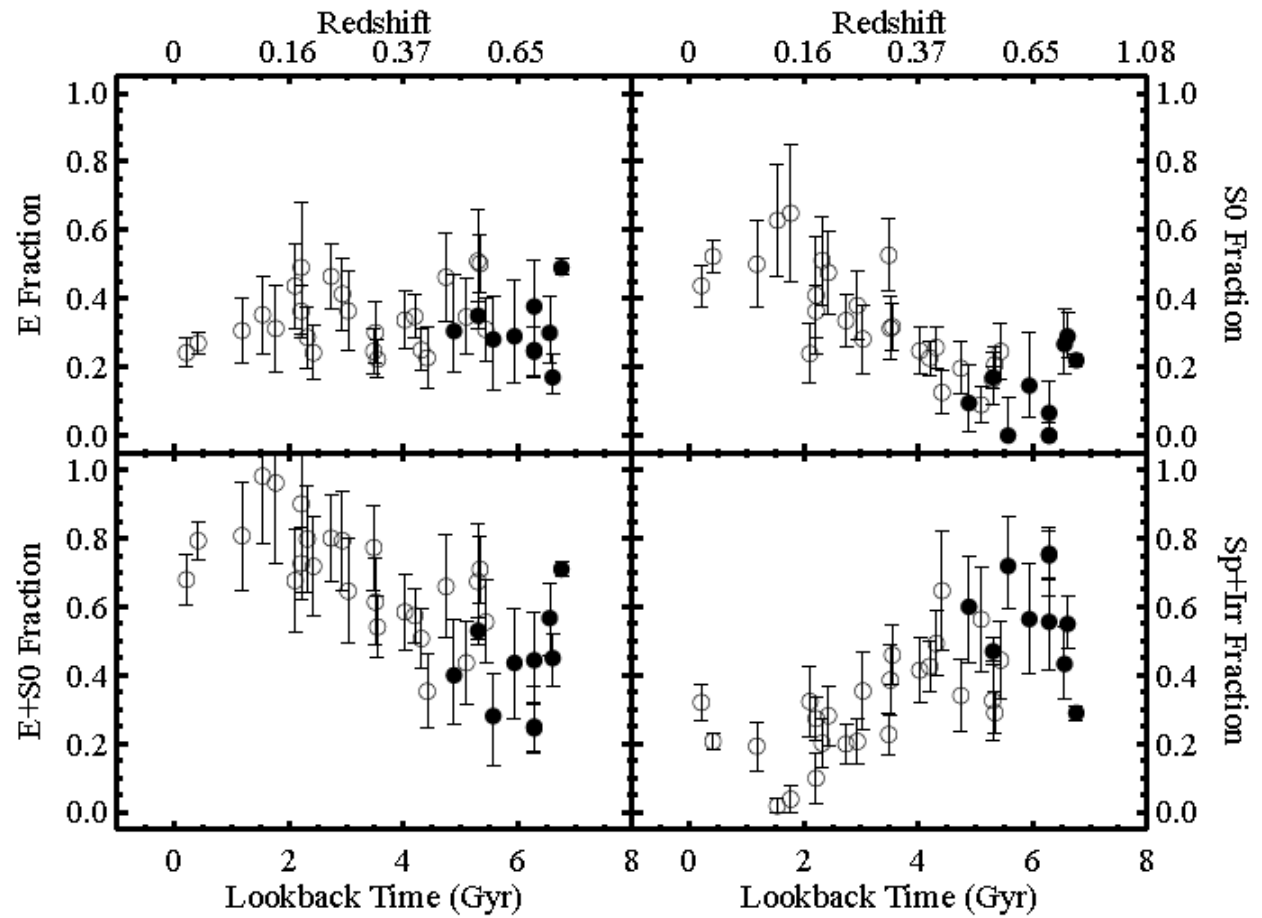 Redshift Redshift
0 0.16 0.37 0.65 0 0.16 0.37 0.65 1.08
1.0 1.0
0.8 0.8
E Fraction S0 Fraction
0.6 0.6
0.4 0.4
0.2 0.2
0.0 0.0
1.0 1.0
0.8 0.8
E+S0 Fraction Sp+Irr Fraction
0.6 0.6
0.4 0.4
0.2 0.2
0.0 0.0
0 2 4 6 8 0 2 4 6 8
Lookback Time (Gyr) Lookback Time (Gyr)